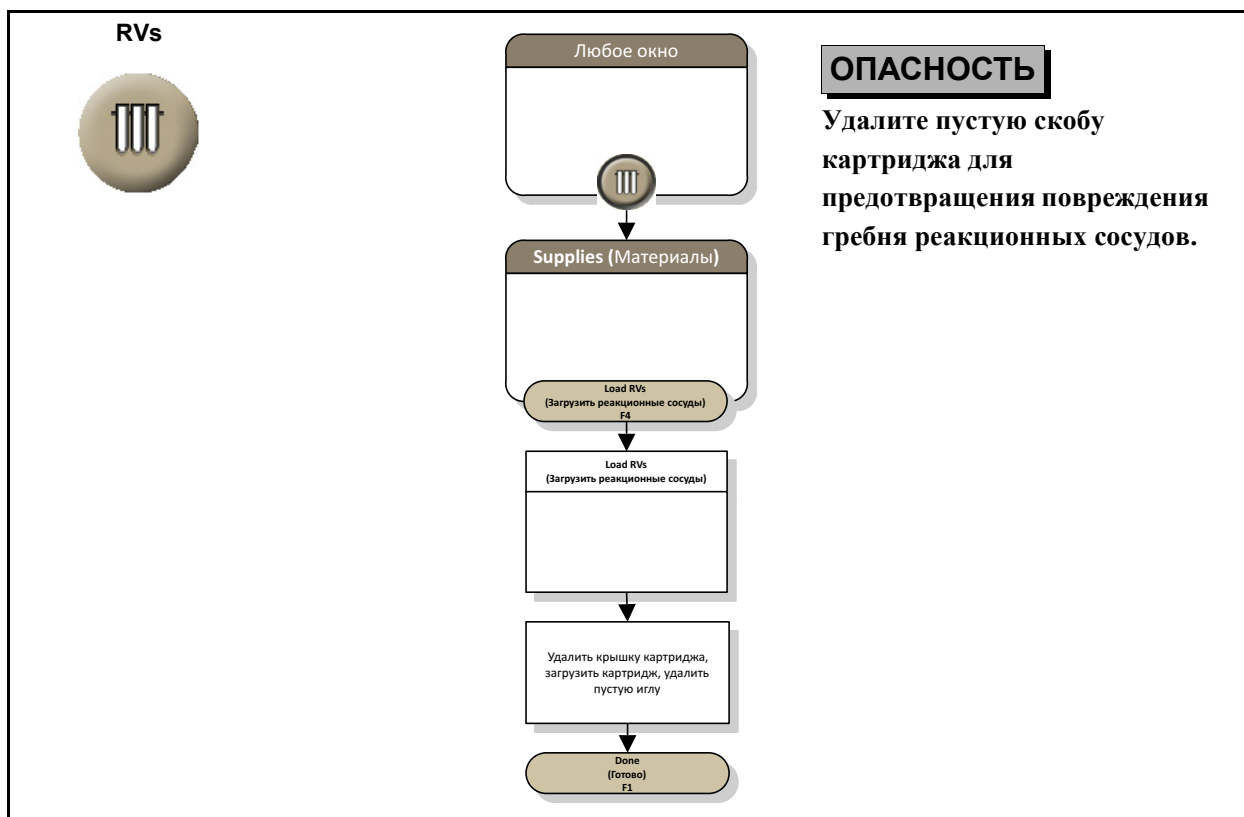 RVs
Любое окно
Supplies (Материалы)
Load RVs
(Загрузить реакционные сосуды)
F4
Load RVs
(Загрузить реакционные сосуды)
Удалить крышку картриджа,
загрузить картридж, удалить
пустую иглу
Done
(Готово)
F1
ОПАСНОСТЬ
Удалите пустую скобу
картриджа для
предотвращения повреждения
гребня реакционных сосудов.